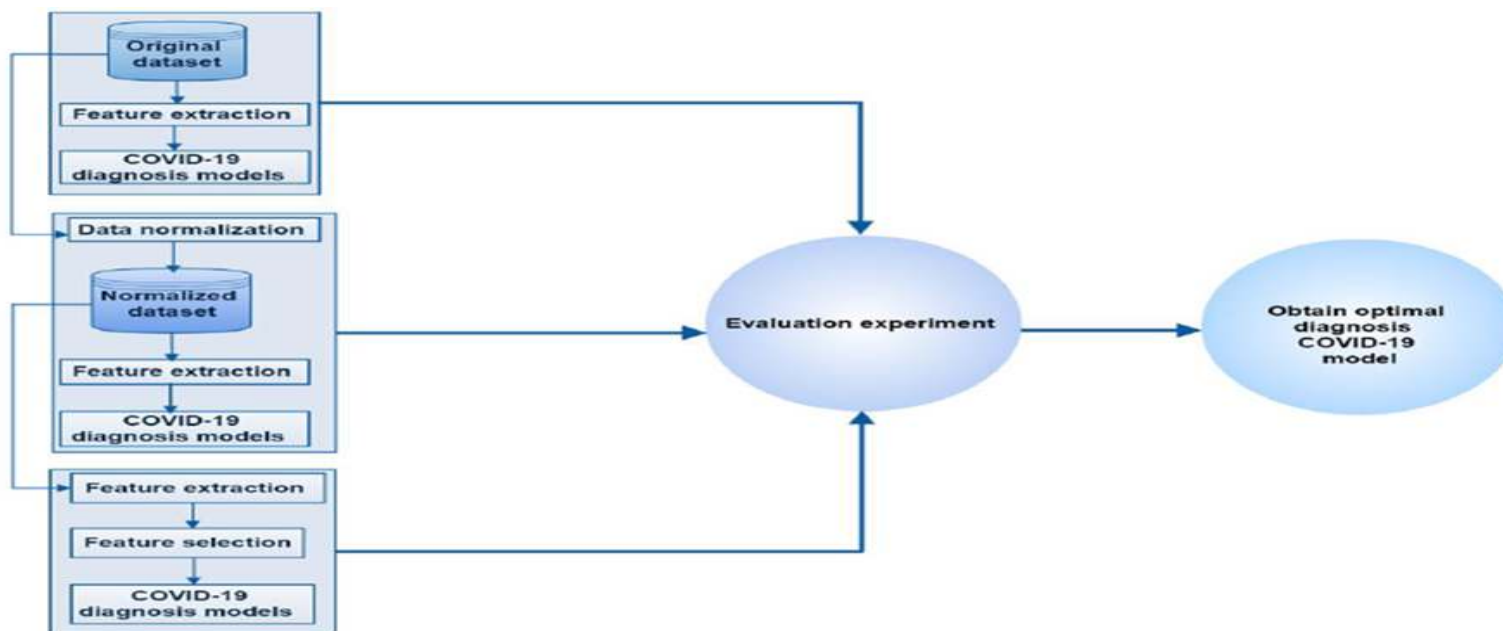 Original
dataset
Feature extraction
COVID-19
diagnosis models
Data normalization
Normalized
dataset
Feature extraction
COVID-19
diagnosis models
Feature extraction
Feature selection
COVID-19
diagnosis models
Evaluation experiment
Obtain optimal
diagnosis
COVID-19
model